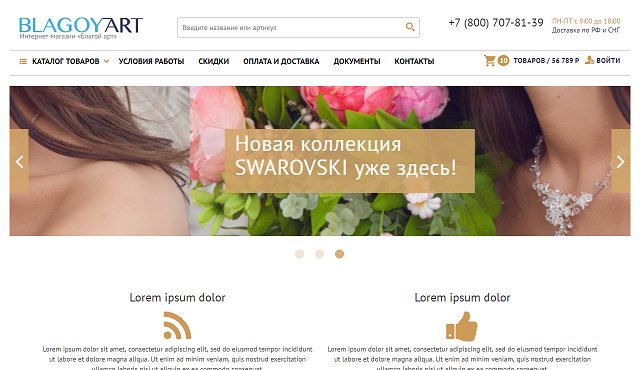 BLAGOYART
Интернет-магазин «Благой арт»
Введите название или артикул
+7 (800) 707-81-39
ПН-ПТ с 9:00 до 18:00
Доставка по РФ и СНГ
КАТАЛОГ ТОВАРОВ
УСЛОВИЯ РАБОТЫ
СКИДКИ
ОПЛАТА И ДОСТАВКА
ДОКУМЕНТЫ
КОНТАКТЫ
10 ТОВАРОВ / 56 789 Р
ВОЙТИ
Новая коллекция
SWAROVSKI уже здесь!
Lorem ipsum dolor
Lorem ipsum dolor sit amet, consectetur adipiscing elit, sed do eiusmod tempor incididunt
ut labore et dolore magna aliqua. Ut enim ad minim veniam, quis nostrud exercitation
Lorem ipsum dolor
Lorem ipsum dolor sit amet, consectetur adipiscing elit, sed do eiusmod tempor incididunt
ut labore et dolore magna aliqua. Ut enim ad minim veniam, quis nostrud exercitation